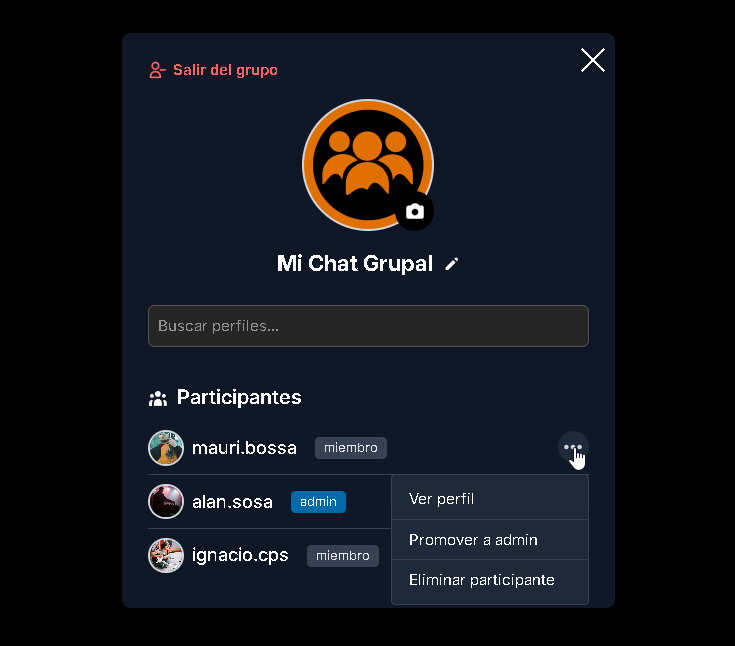 Salir del grupo
Mi Chat Grupal
Buscar perfiles...
Participantes
mauri.bossa miembro
alan.sosa admin
ignacio.cps miembro
Ver perfil
Promover a admin
Eliminar participante